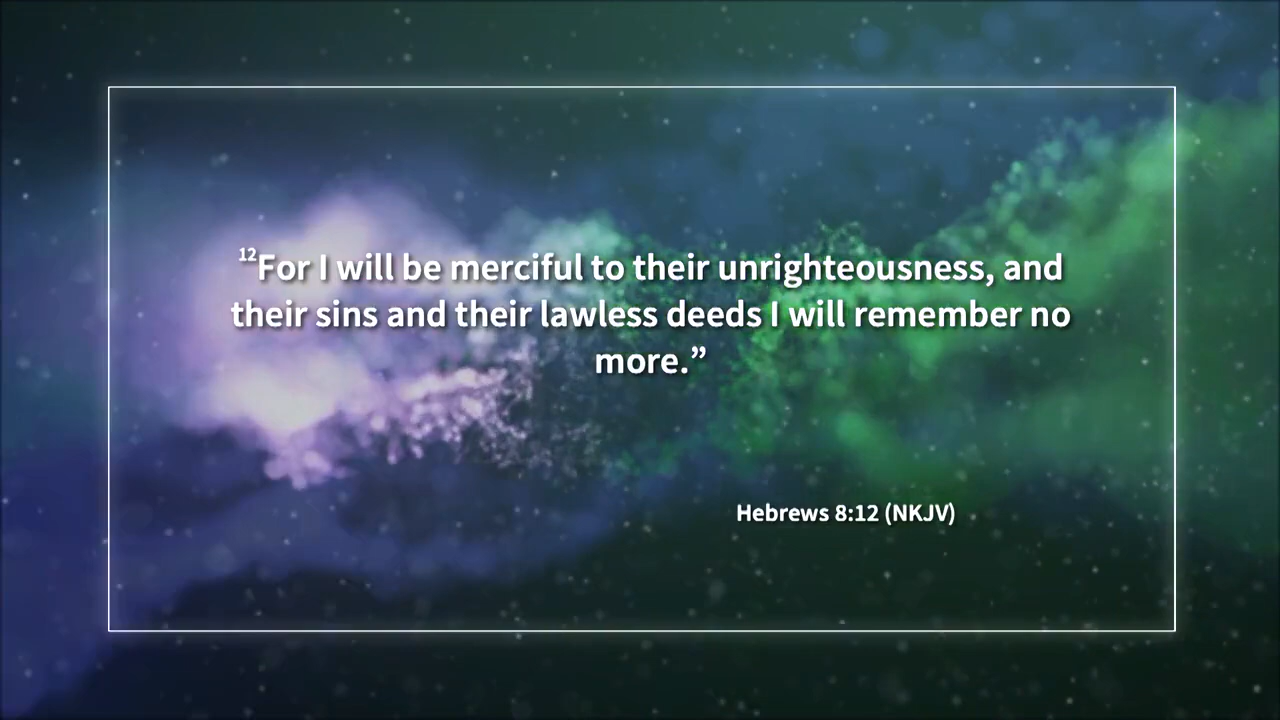 ¹²For I will be merciful to their unrighteousness, and
their sins and their lawless deeds I will remember no
more.”
Hebrews 8:12 (NKJV)